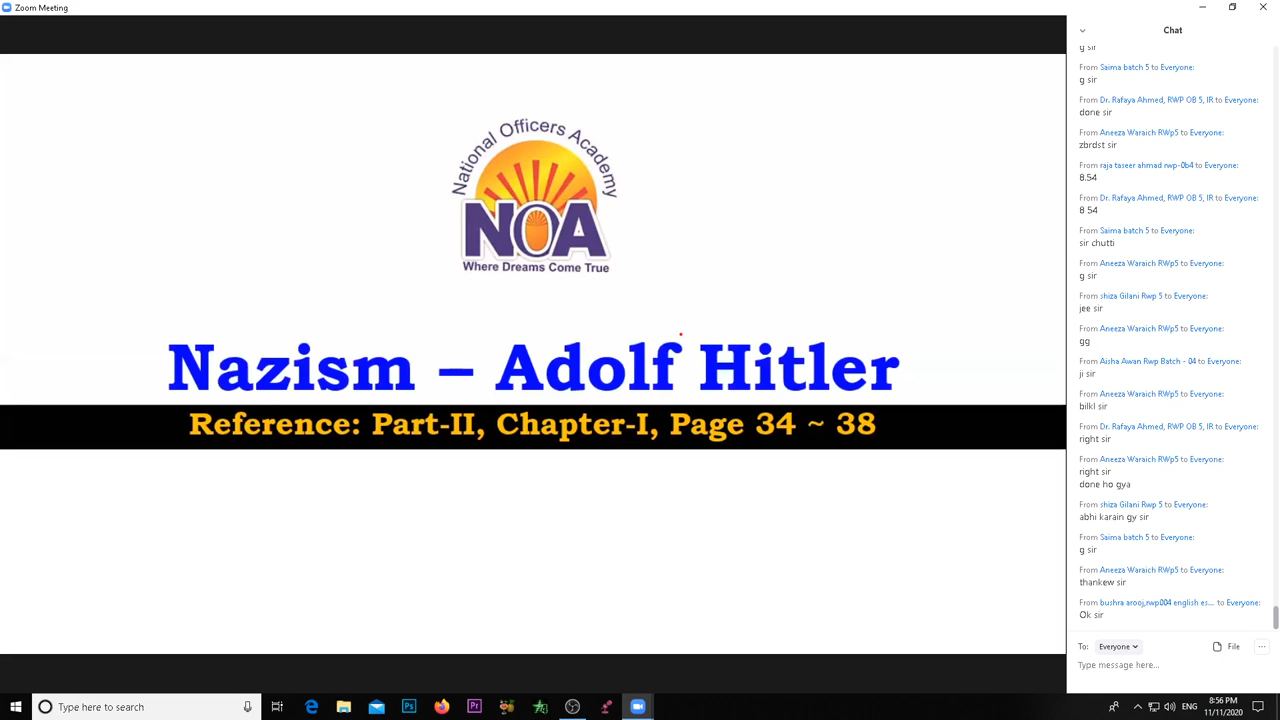 Zoom Meeting
National Officers Academy
NOA
Where Dreams Come True
Nazism – Adolf Hitler
Reference: Part-II, Chapter-I, Page 34 ~ 38
Chat
g sir
From Saima batch 5 to Everyone:
g sir
From Dr. Rafaya Ahmed, RWP OB 5, IR to Everyone:
done sir
From Aneeza Waraich RWp5 to Everyone:
zbrdst sir
From raja taseer ahmad rwp-0b4 to Everyone:
8.54
From Dr. Rafaya Ahmed, RWP OB 5, IR to Everyone:
8 54
From Saima batch 5 to Everyone:
sir chutti
From Aneeza Waraich RWp5 to Everyone:
g sir
From shiza Gilani Rwp 5 to Everyone:
jee sir
From Aneeza Waraich RWp5 to Everyone:
gg
From Aisha Awan Rwp Batch - 04 to Everyone:
ji sir
From Aneeza Waraich RWp5 to Everyone:
bilkl sir
From Dr. Rafaya Ahmed, RWP OB 5, IR to Everyone:
right sir
From Aneeza Waraich RWp5 to Everyone:
right sir
done ho gya
From shiza Gilani Rwp 5 to Everyone:
abhi karain gy sir
From Saima batch 5 to Everyone:
g sir
From Aneeza Waraich RWp5 to Everyone:
thankew sir
From bushra arooj,rwp004 english es... to Everyone:
Ok sir
To: Everyone File
Type message here...
Type here to search
Ps
Pr
ENG
8:56 PM
11/11/2020